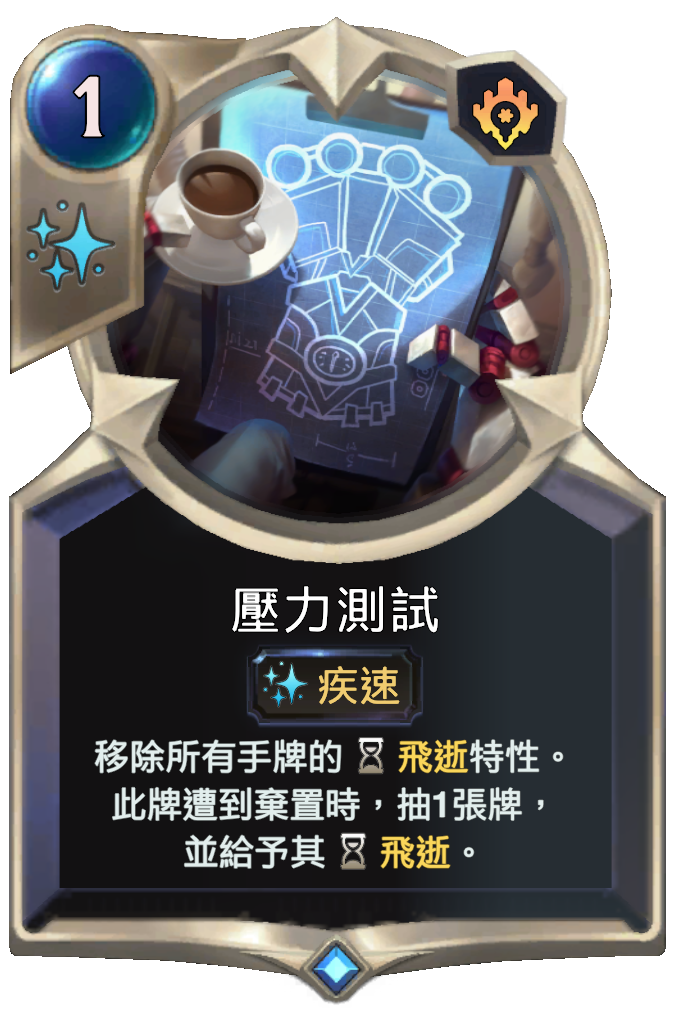 1
壓力測試
疾速
移除所有手牌的 飛逝特性。
此牌遭到棄置時，抽1張牌，
並給予其 飛逝。